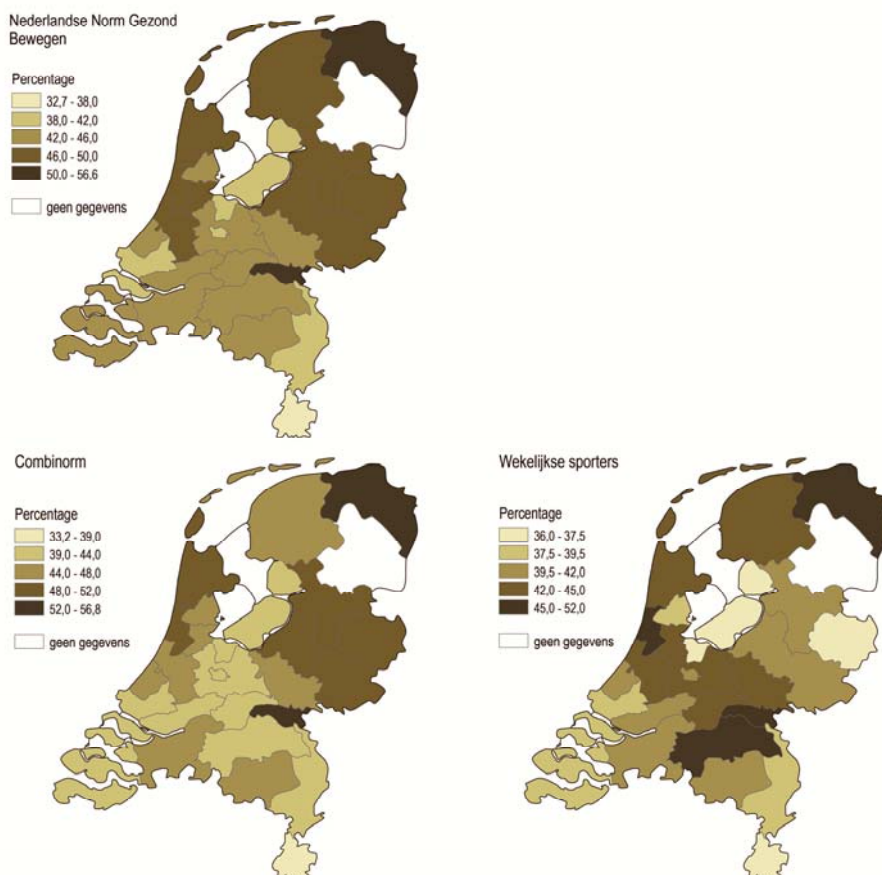 Nederlandse Norm Gezond
Bewegen
Percentage
32,7 - 38,0
38,0 - 42,0
42,0 - 46,0
46,0 - 50,0
50,0 - 56,6
geen gegevens
Combinorm
Percentage
33,2 - 39,0
39,0 - 44,0
44,0 - 48,0
48,0 - 52,0
52,0 - 56,8
geen gegevens
Wekelijkse sporters
Percentage
36,0 - 37,5
37,5 - 39,5
39,5 - 42,0
42,0 - 45,0
45,0 - 52,0
geen gegevens